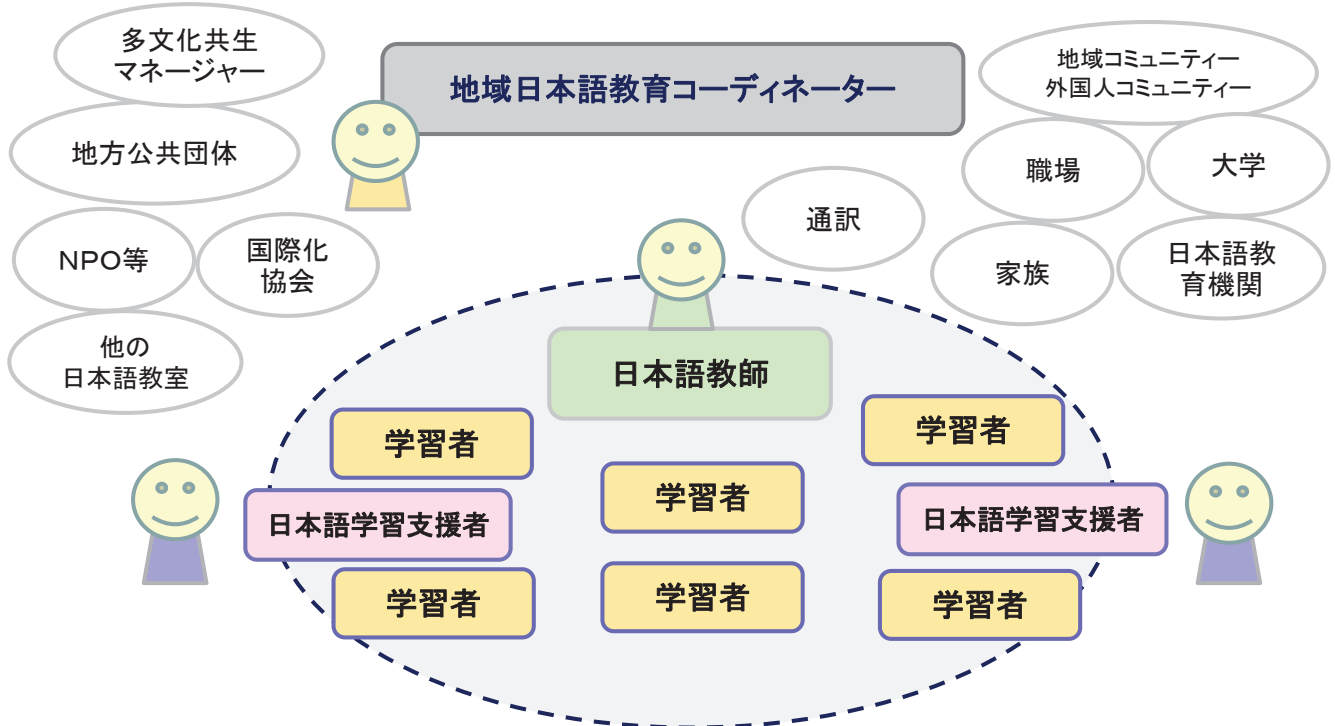 多文化共生
マネージャー
地域日本語教育コーディネーター
地域コミュニティー
外国人コミュニティー
地方公共団体
職場
大学
通訳
NPO等
国際化
協会
家族
日本語教
育機関
他の
日本語教室
日本語教師
学習者
学習者
学習者
日本語学習支援者
日本語学習支援者
学習者
学習者
学習者